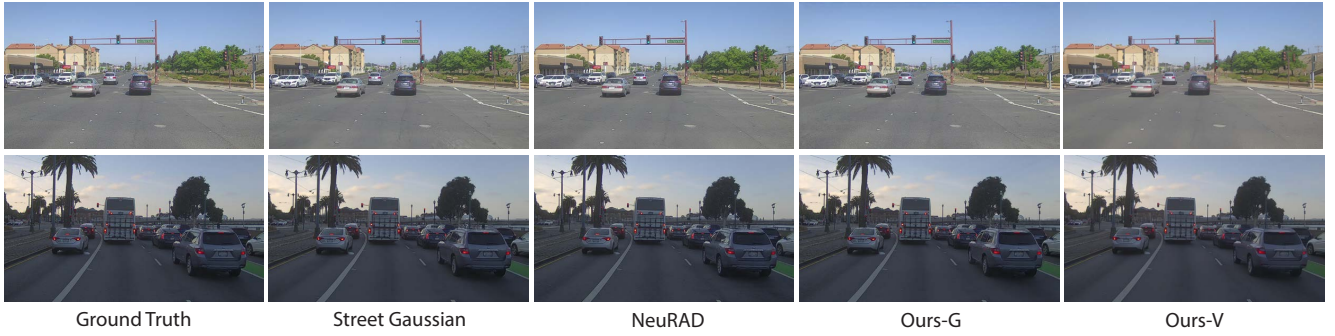 Ground Truth
Street Gaussian
NeuRAD
Ours-G
Ours-V